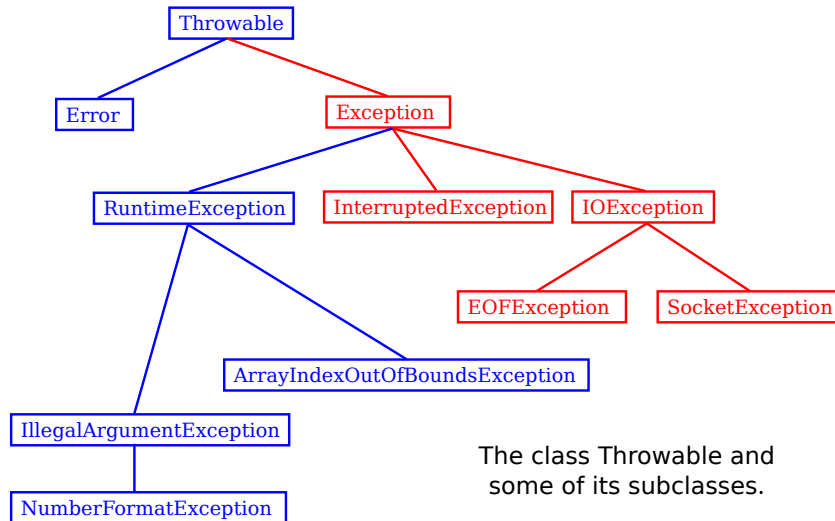 Throwable
Error
Exception
RuntimeException
InterruptedException
IOException
EOFException
SocketException
ArrayIndexOutOfBoundsException
IllegalArgumentException
NumberFormatException
The class Throwable and
some of its subclasses.